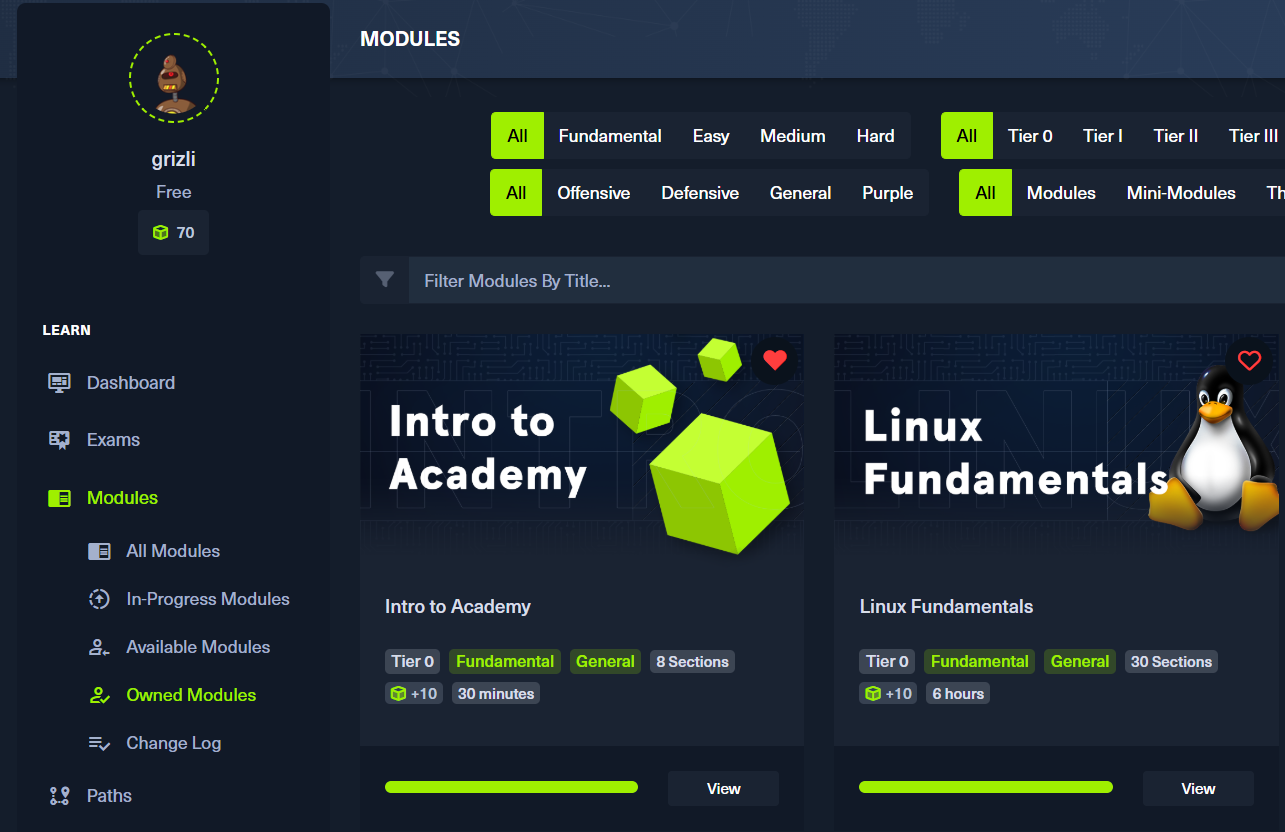 MODULES
grizli
Free
70
All Fundamental Easy Medium Hard
All Tier 0 Tier I Tier II Tier III
All Offensive Defensive General Purple
All Modules Mini-Modules Th
Filter Modules By Title...
LEARN
Dashboard
Exams
Modules
All Modules
In-Progress Modules
Available Modules
Owned Modules
Change Log
Paths
Intro to
Academy
Intro to Academy
Tier 0 Fundamental General 8 Sections
+10 30 minutes
View
Linux
Fundamentals
Linux Fundamentals
Tier 0 Fundamental General 30 Sections
+10 6 hours
View